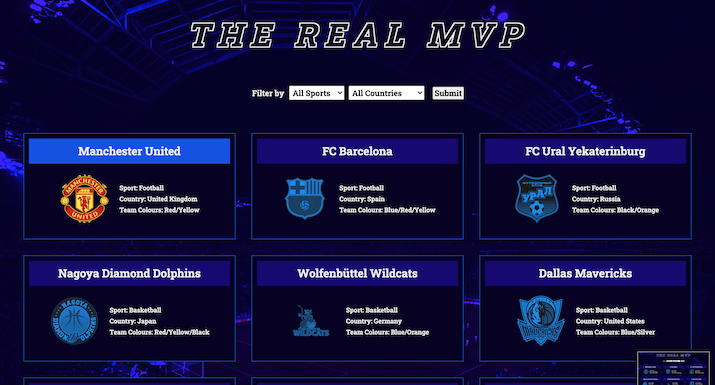 THE REAL MVP
Filter by All Sports All Countries Submit
Manchester United
MANCHESTER
UNITED
Sport: Football
Country: United Kingdom
Team Colours: Red/Yellow
FC Barcelona
Sport: Football
Country: Spain
Team Colours: Blue/Red/Yellow
FC Ural Yekaterinburg
УРАЛ
Sport: Football
Country: Russia
Team Colours: Black/Orange
Nagoya Diamond Dolphins
NAGOYA
Sport: Basketball
Country: Japan
Team Colours: Red/Yellow/Black
Wolfenbüttel Wildcats
WILDCATS
Sport: Basketball
Country: Germany
Team Colours: Blue/Orange
Dallas Mavericks
Sport: Basketball
Country: United States
Team Colours: Blue/Silver
THE REAL MVP